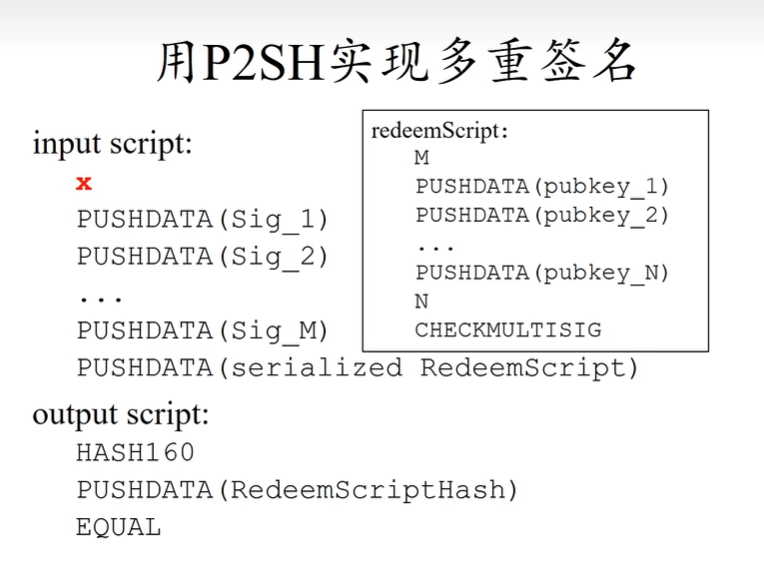 用P2SH实现多重签名
input script:
x
PUSHDATA(Sig_1)
PUSHDATA(Sig_2)
...
PUSHDATA(Sig_M)
PUSHDATA(serialized RedeemScript)
redeemScript:
M
PUSHDATA(pubkey_1)
PUSHDATA(pubkey_2)
...
PUSHDATA(pubkey_N)
N
CHECKMULTISIG
output script:
HASH160
PUSHDATA(RedeemScriptHash)
EQUAL